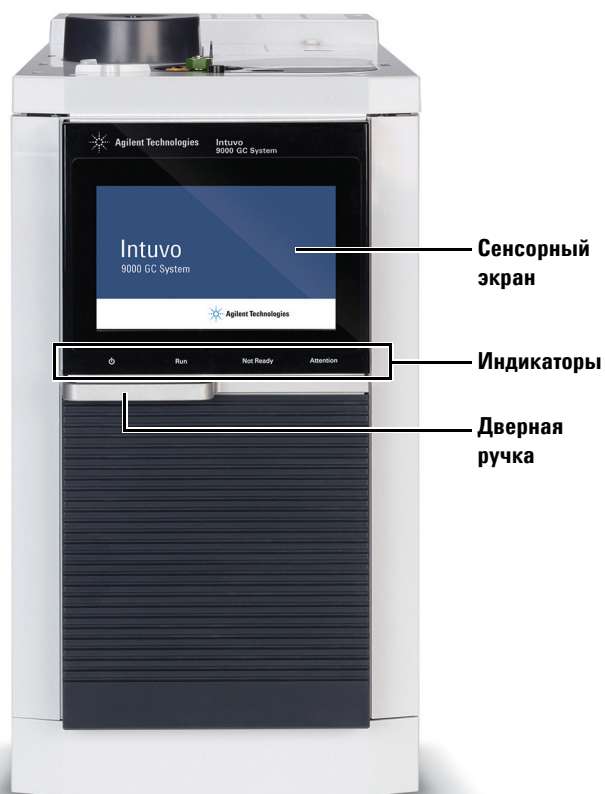 Agilent Technologies
Intuvo
9000 GC System
Intuvo
9000 GC System
Agilent Technologies
Сенсорный
экран
Run
Not Ready
Attention
Индикаторы
Дверная
ручка